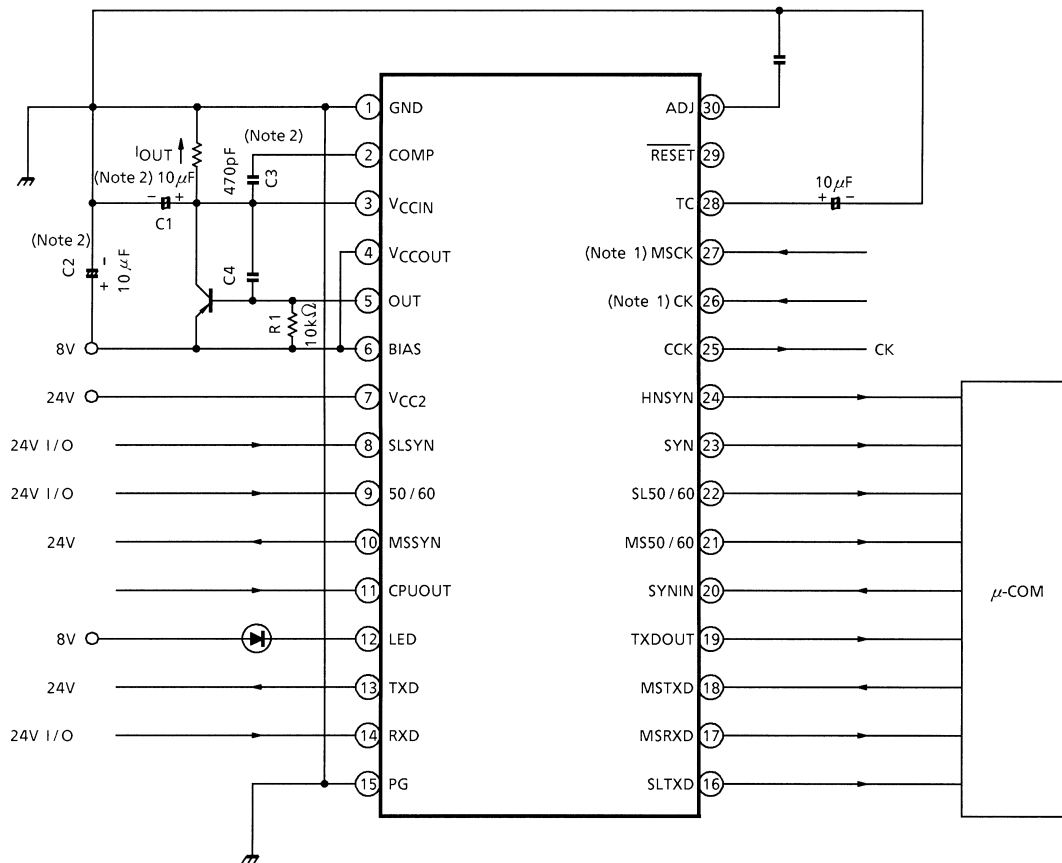 1 GND
ADJ 30
(Note 2)
IOUT
2 COMP
RESET 29
470pF
C3
(Note 2) 10μF
10μF
− +
C1
3 VCCIN
TC 28
+ −
(Note 2)
4 VCCOUT
(Note 1) MSCK 27
C2
+ −
10μF
C4
5 OUT
(Note 1) CK 26
R1
10kΩ
8V
6 BIAS
CCK 25
CK
24V
7 VCC2
HNSYN 24
24V I/O
8 SLSYN
SYN 23
24V I/O
9 50/60
SL50/60 22
24V
10 MSSYN
MS50/60 21
11 CPUOUT
SYNIN 20
μ-COM
8V
12 LED
TXDOUT 19
24V
13 TXD
MSTXD 18
24V I/O
14 RXD
MSRXD 17
15 PG
SLTXD 16